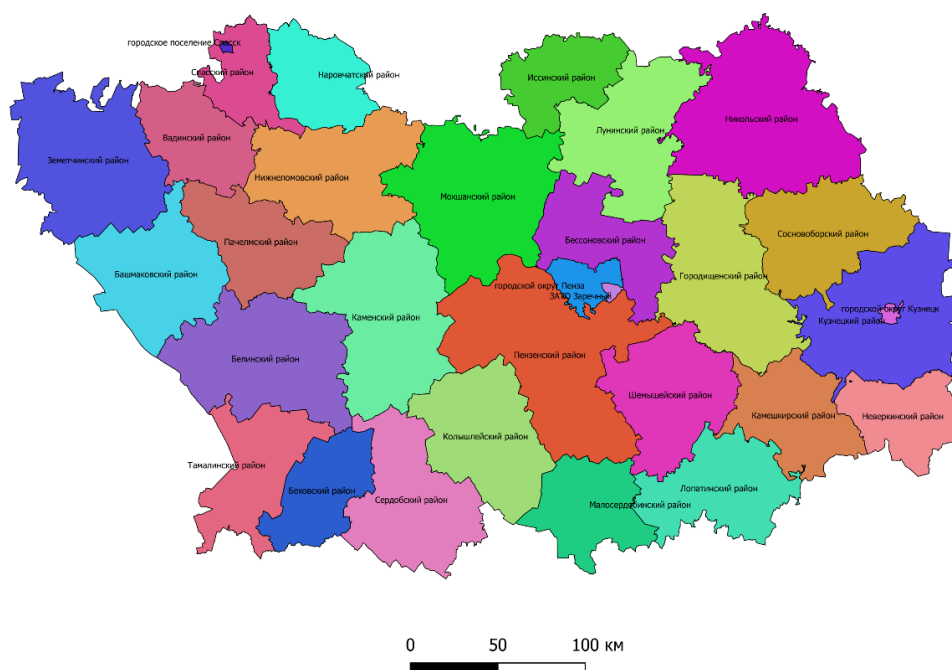 городское поселение Спасск
Спасский район
Наровчатский район
Иссинский район
Никольский район
Лунинский район
Вадинский район
Земетчинский район
Нижнеломовский район
Мокшанский район
Сосновоборский район
Пачелмский район
Бессоновский район
Башмаковский район
Городищенский район
городской округ Пенза
ЗАТО Заречный
городской округ Кузнецк
Кузнецкий район
Каменский район
Белинский район
Пензенский район
Шемышейский район
Камешкирский район
Неверкинский район
Колышлейский район
Тамалинский район
Бековский район
Сердобский район
Лопатинский район
Малосердобинский район
0 50 100 км